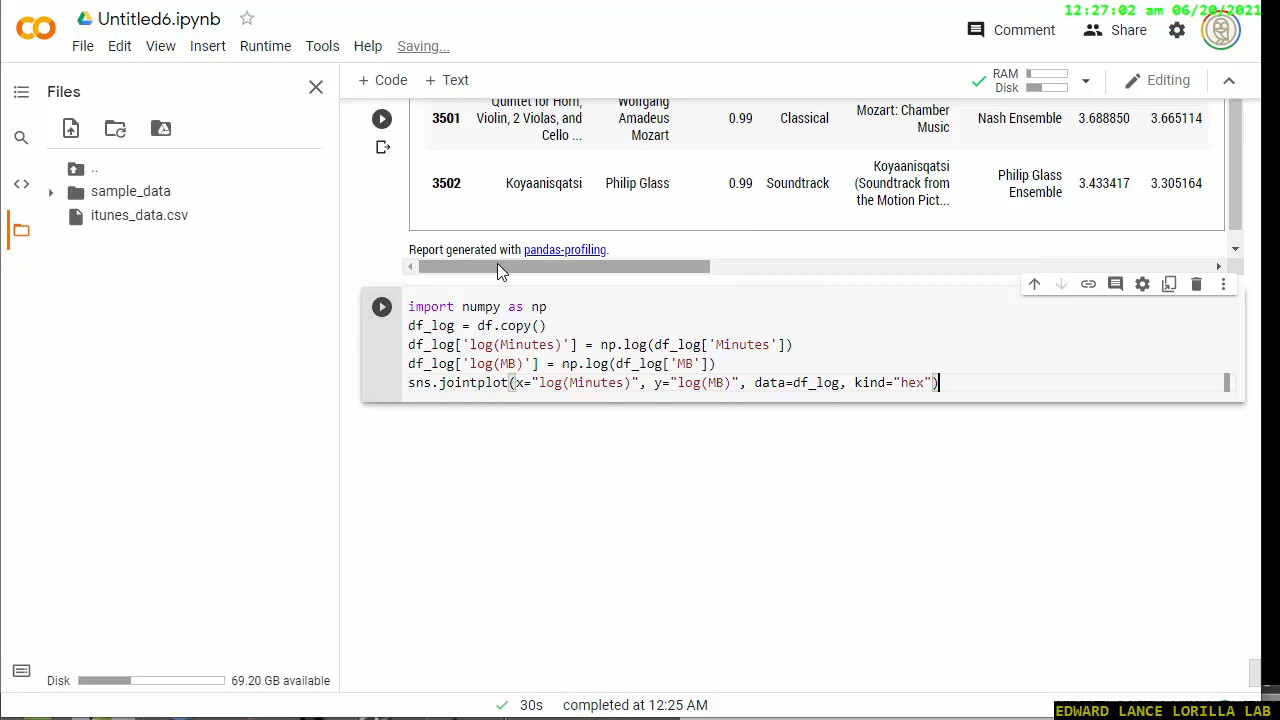 12:27:02 am 06/20/2021
Untitled6.ipynb
File Edit View Insert Runtime Tools Help Saving...
Comment Share
Files
+ Code + Text
RAM
Disk
Editing
..
sample_data
itunes_data.csv
Quintet for Horn, Wolfgang
3501 Violin, 2 Violas, and Amadeus 0.99 Classical Mozart: Chamber Nash Ensemble 3.688850 3.665114
Cello ... Mozart Music
Koyaanisqatsi
3502 Koyaanisqatsi Philip Glass 0.99 Soundtrack (Soundtrack from Philip Glass 3.433417 3.305164
the Motion Pict... Ensemble
Report generated with pandas-profiling.
import numpy as np
df_log = df.copy()
df_log['log(Minutes)'] = np.log(df_log['Minutes'])
df_log['log(MB)'] = np.log(df_log['MB'])
sns.jointplot(x="log(Minutes)", y="log(MB)", data=df_log, kind="hex")
Disk 69.20 GB available
30s completed at 12:25 AM
EDWARD LANCE LORILLA LAB